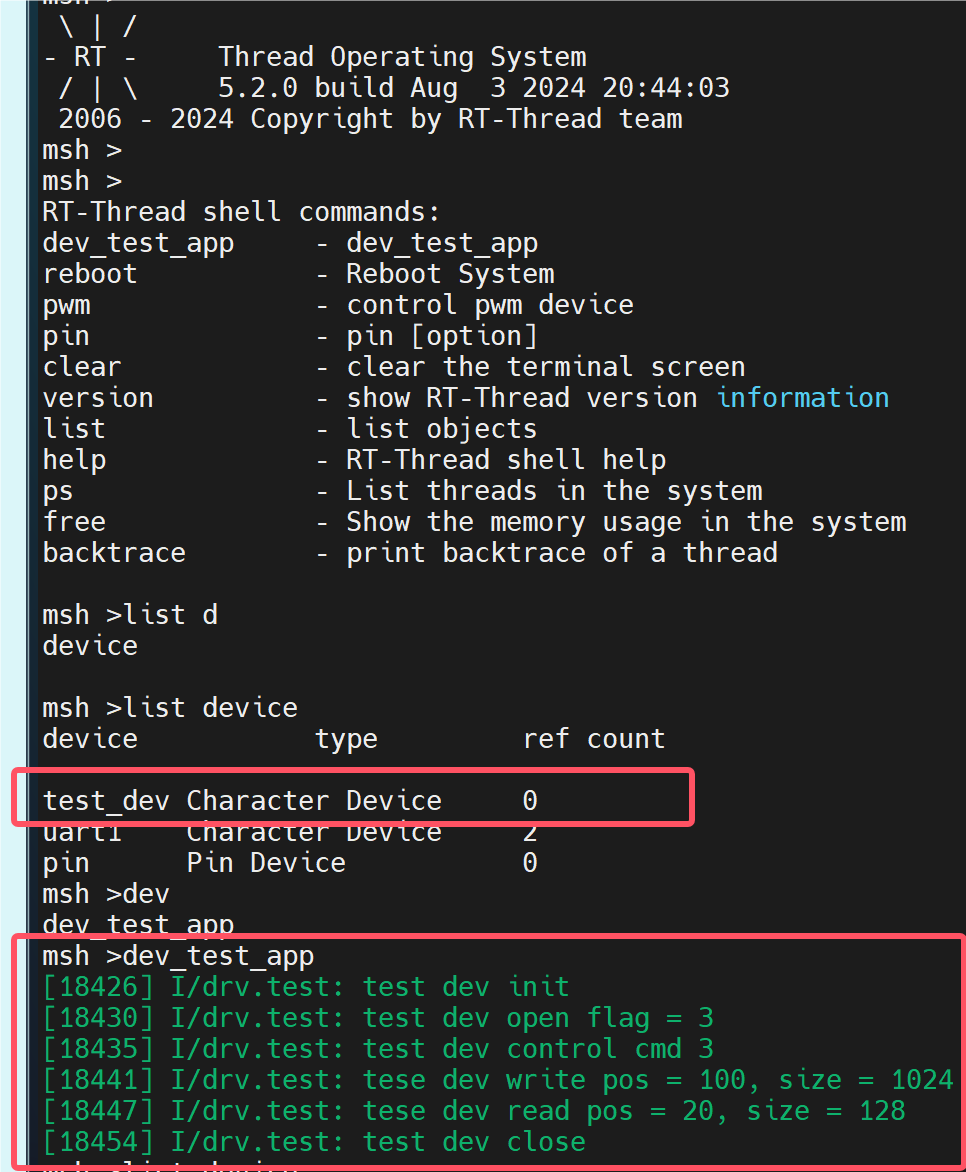 \ | /
- RT -     Thread Operating System
/ | \     5.2.0 build Aug  3 2024 20:44:03
2006 - 2024 Copyright by RT-Thread team
msh >
msh >
RT-Thread shell commands:
dev_test_app     - dev_test_app
reboot           - Reboot System
pwm              - control pwm device
pin              - pin [option]
clear            - clear the terminal screen
version          - show RT-Thread version information
list             - list objects
help             - RT-Thread shell help
ps               - List threads in the system
free             - Show the memory usage in the system
backtrace        - print backtrace of a thread
msh >list d
device
msh >list device
device           type         ref count
test_dev Character Device     0
uart1    Character Device     2
pin      Pin Device           0
msh >dev
dev_test_app
msh >dev_test_app
[18426] I/drv.test: test dev init
[18430] I/drv.test: test dev open flag = 3
[18435] I/drv.test: test dev control cmd 3
[18441] I/drv.test: tese dev write pos = 100, size = 1024
[18447] I/drv.test: tese dev read pos = 20, size = 128
[18454] I/drv.test: test dev close
msh >list device